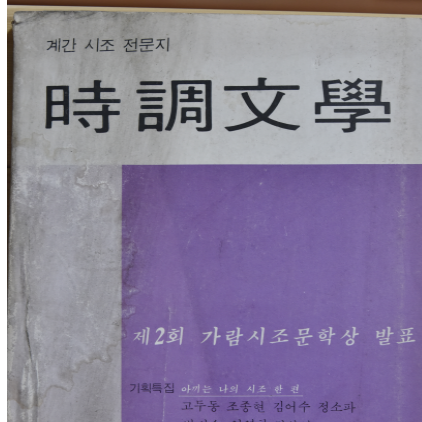 계간 시조 전문지
時調文學
제2회 가람시조문학상 발표
기획특집 아끼는 나의 시조 한 편
고두동 조종현 김어수 정소파